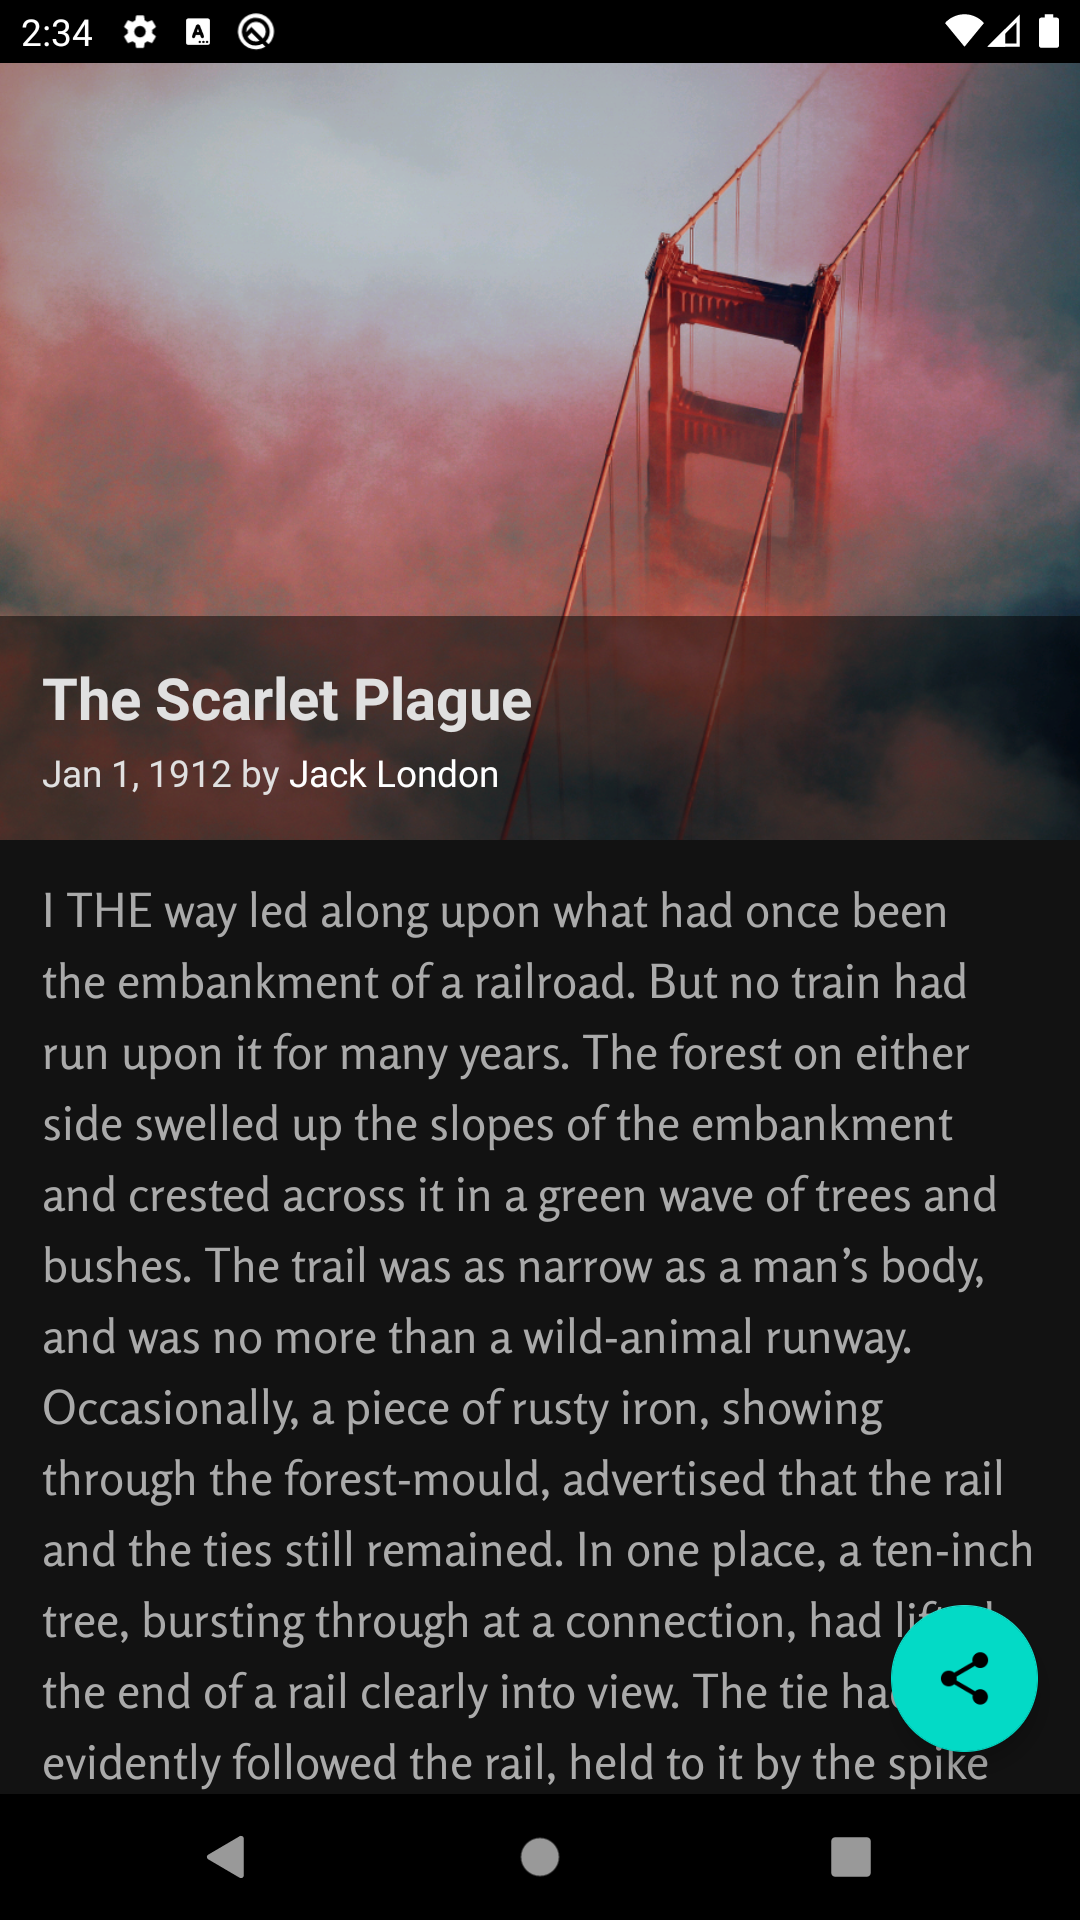 2:34
The Scarlet Plague
Jan 1, 1912 by Jack London
I THE way led along upon what had once been
the embankment of a railroad. But no train had
run upon it for many years. The forest on either
side swelled up the slopes of the embankment
and crested across it in a green wave of trees and
bushes. The trail was as narrow as a man’s body,
and was no more than a wild-animal runway.
Occasionally, a piece of rusty iron, showing
through the forest-mould, advertised that the rail
and the ties still remained. In one place, a ten-inch
tree, bursting through at a connection, had
the end of a rail clearly into view. The tie
evidently followed the rail, held to it by the spike